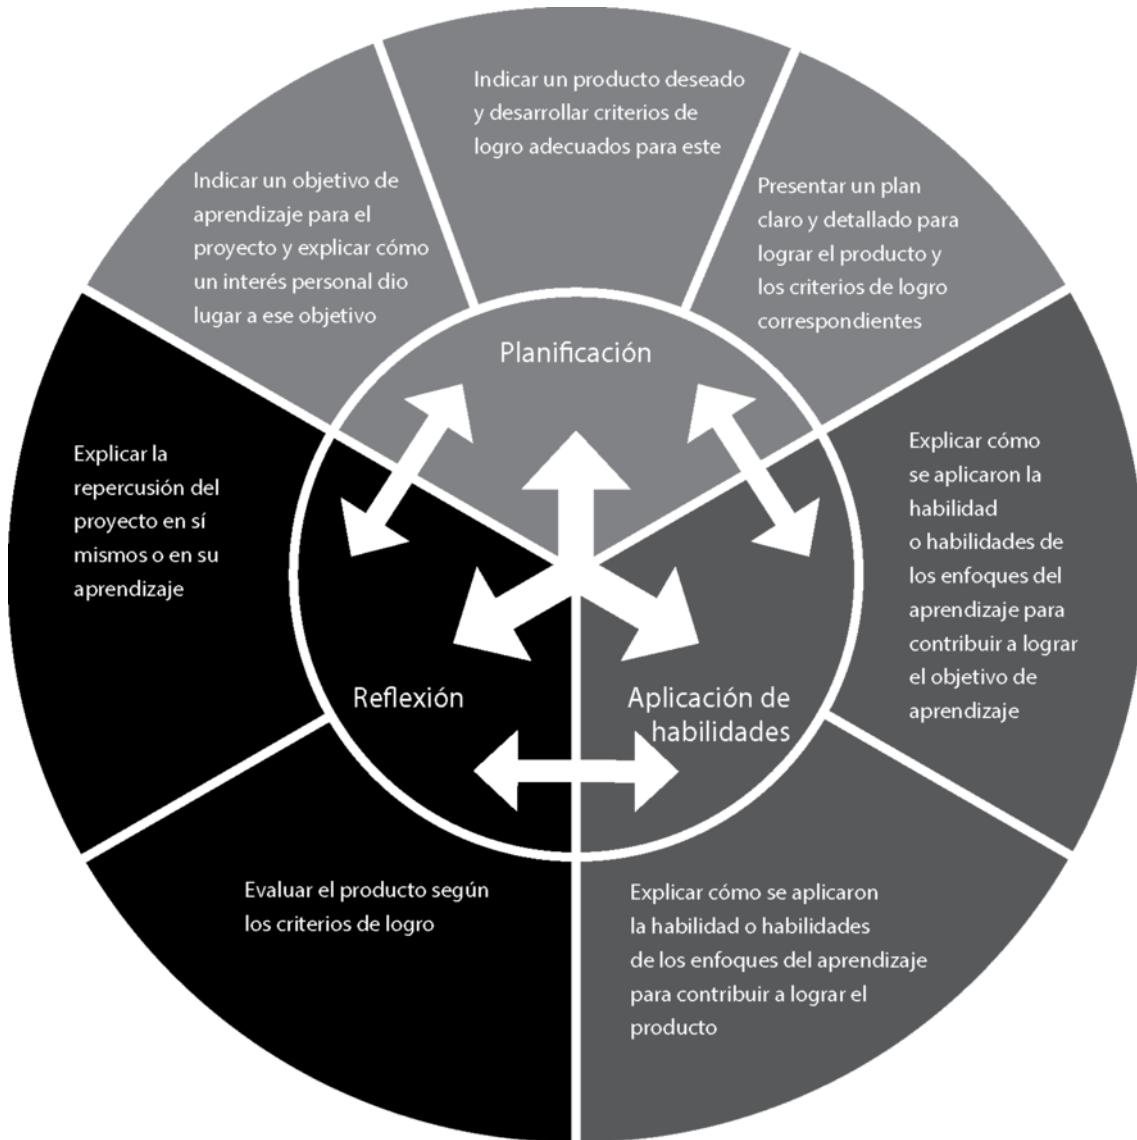 Indicar un producto deseado
y desarrollar criterios de
logro adecuados para este
Indicar un objetivo de
aprendizaje para el
proyecto y explicar cómo
un interés personal dio
lugar a ese objetivo
Presentar un plan
claro y detallado para
lograr el producto y
los criterios de logro
correspondientes
Planificación
Explicar la
repercusión del
proyecto en sí
mismos o en su
aprendizaje
Explicar cómo
se aplicaron la
habilidad
o habilidades de
los enfoques del
aprendizaje para
contribuir a lograr
el objetivo de
aprendizaje
Reflexión
Aplicación de
habilidades
Evaluar el producto según
los criterios de logro
Explicar cómo se aplicaron
la habilidad o habilidades
de los enfoques del aprendizaje
para contribuir a lograr el
producto